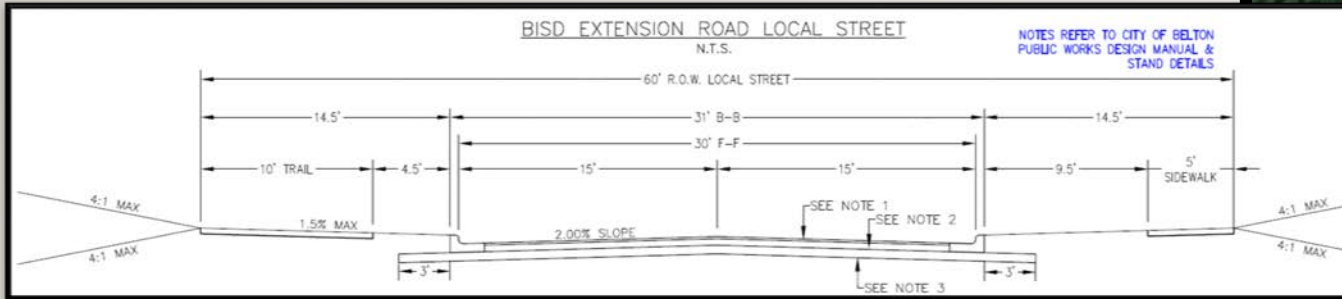 BISD EXTENSION ROAD LOCAL STREET
N.T.S.
NOTES REFER TO CITY OF BELTON
PUBLIC WORKS DESIGN MANUAL &
STAND DETAILS
60' R.O.W. LOCAL STREET
14.5'
31' B-B
14.5'
30' F-F
10' TRAIL
4.5'
15'
15'
9.5'
5'
SIDEWALK
4:1 MAX
1.5% MAX
2.00% SLOPE
SEE NOTE 1
SEE NOTE 2
4:1 MAX
4:1 MAX
4:1 MAX
3'
3'
SEE NOTE 3